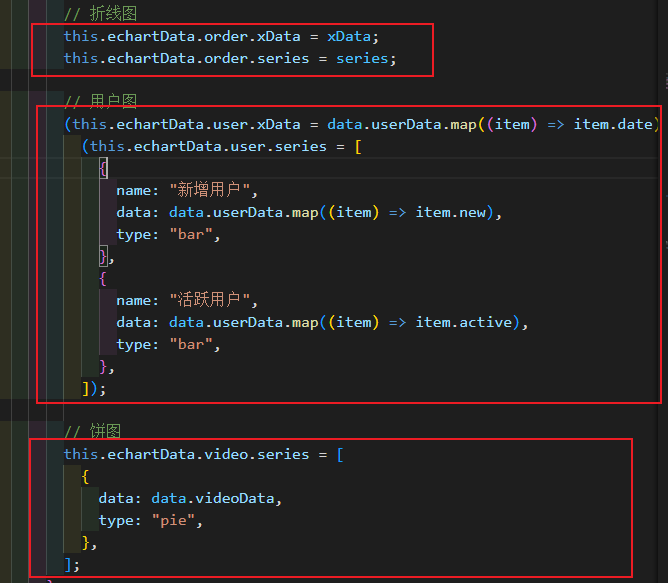 // 折线图
this.echartData.order.xData = xData;
this.echartData.order.series = series;
// 用户图
(this.echartData.user.xData = data.userData.map((item) => item.date)
(this.echartData.user.series = [
{
name: "新增用户",
data: data.userData.map((item) => item.new),
type: "bar",
},
{
name: "活跃用户",
data: data.userData.map((item) => item.active),
type: "bar",
},
]);
// 饼图
this.echartData.video.series = [
{
data: data.videoData,
type: "pie",
},
];